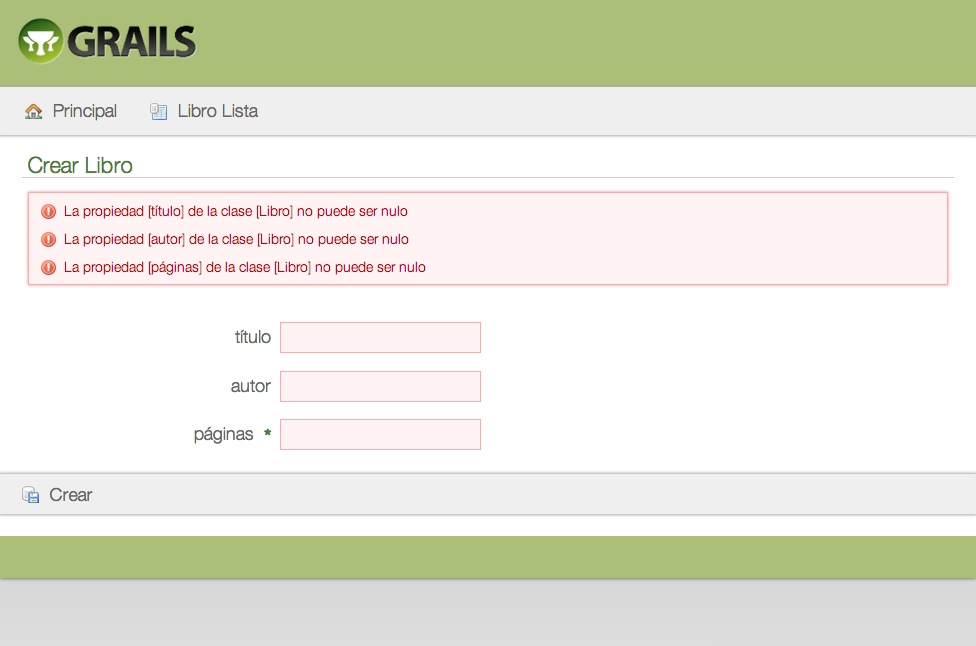 GRAILS
Principal Libro Lista
Crear Libro
La propiedad [título] de la clase [Libro] no puede ser nulo
La propiedad [autor] de la clase [Libro] no puede ser nulo
La propiedad [páginas] de la clase [Libro] no puede ser nulo
título
autor
páginas *
Crear